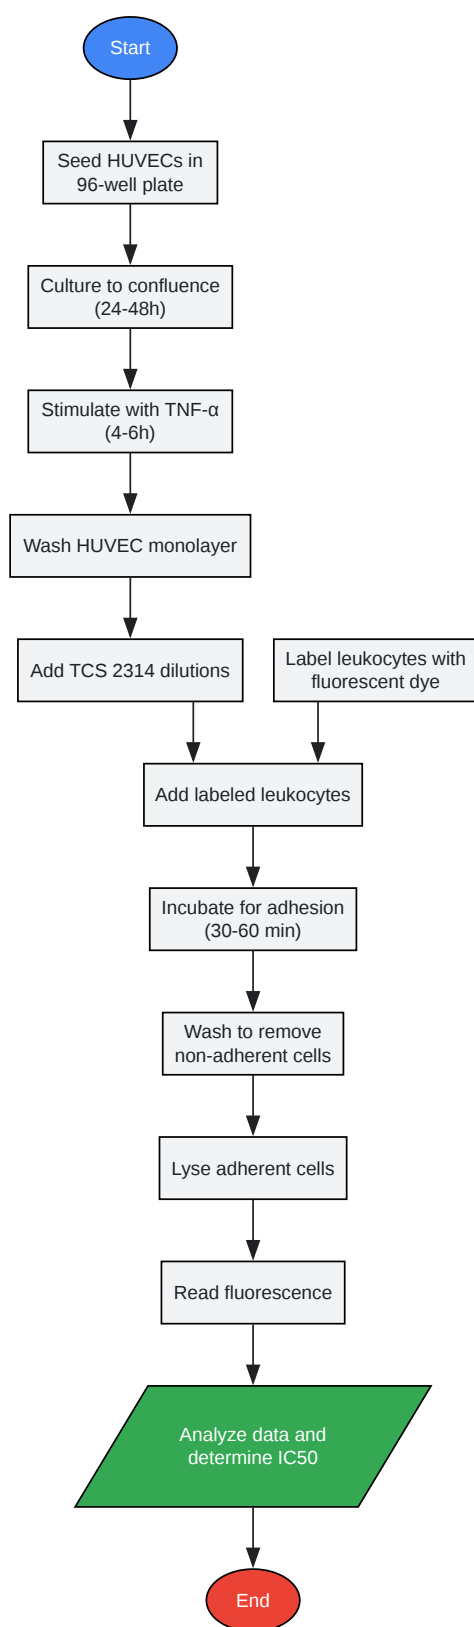 Start
Seed HUVECs in
96-well plate
Culture to confluence
(24-48h)
Stimulate with TNF-α
(4-6h)
Wash HUVEC monolayer
Add TCS 2314 dilutions
Label leukocytes with
fluorescent dye
Add labeled leukocytes
Incubate for adhesion
(30-60 min)
Wash to remove
non-adherent cells
Lyse adherent cells
Read fluorescence
Analyze data and
determine IC50
End